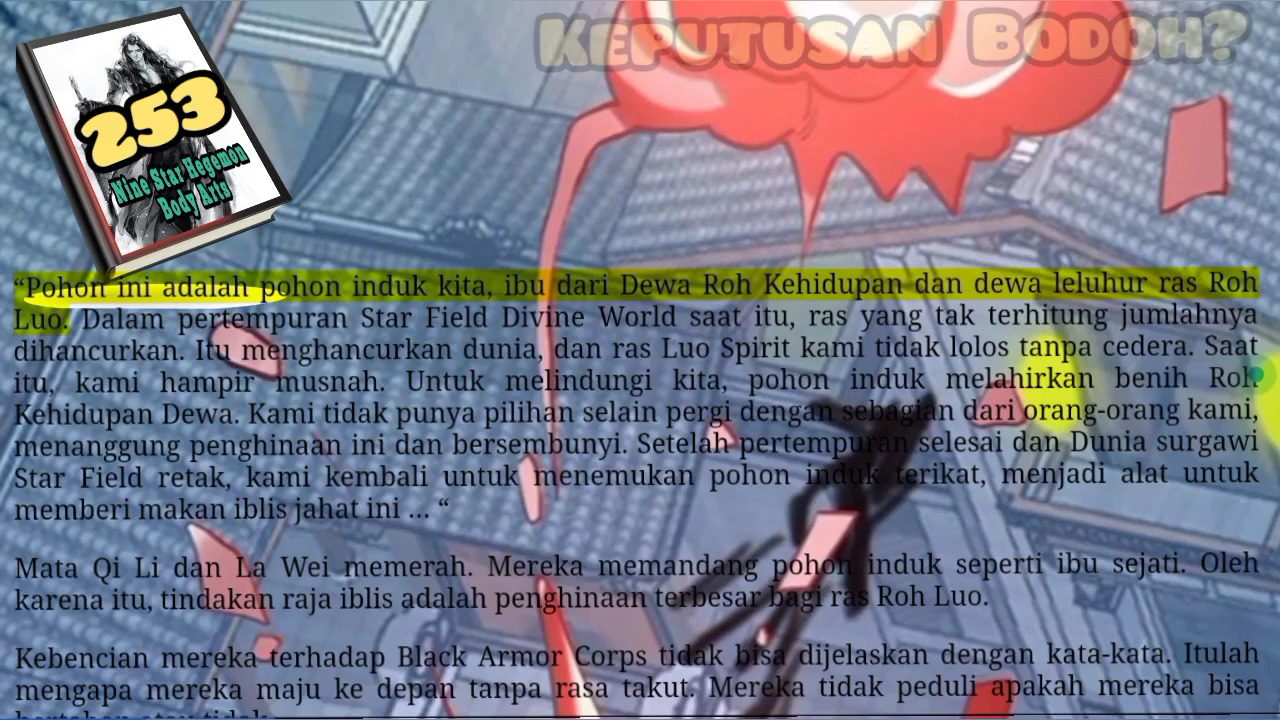 KEPUTUSAN BODOH?
253
Nine Star Hegemon
Body Arts
“Pohon ini adalah pohon induk kita, ibu dari Dewa Roh Kehidupan dan dewa leluhur ras Roh
Luo. Dalam pertempuran Star Field Divine World saat itu, ras yang tak terhitung jumlahnya
dihancurkan. Itu menghancurkan dunia, dan ras Luo Spirit kami tidak lolos tanpa cedera. Saat
itu, kami hampir musnah. Untuk melindungi kita, pohon induk melahirkan benih Roh
Kehidupan Dewa. Kami tidak punya pilihan selain pergi dengan sebagian dari orang-orang kami,
menanggung penghinaan ini dan bersembunyi. Setelah pertempuran selesai dan Dunia surgawi
Star Field retak, kami kembali untuk menemukan pohon induk terikat, menjadi alat untuk
memberi makan iblis jahat ini ... “
Mata Qi Li dan La Wei memerah. Mereka memandang pohon induk seperti ibu sejati. Oleh
karena itu, tindakan raja iblis adalah penghinaan terbesar bagi ras Roh Luo.
Kebencian mereka terhadap Black Armor Corps tidak bisa dijelaskan dengan kata-kata. Itulah
mengapa mereka maju ke depan tanpa rasa takut. Mereka tidak peduli apakah mereka bisa